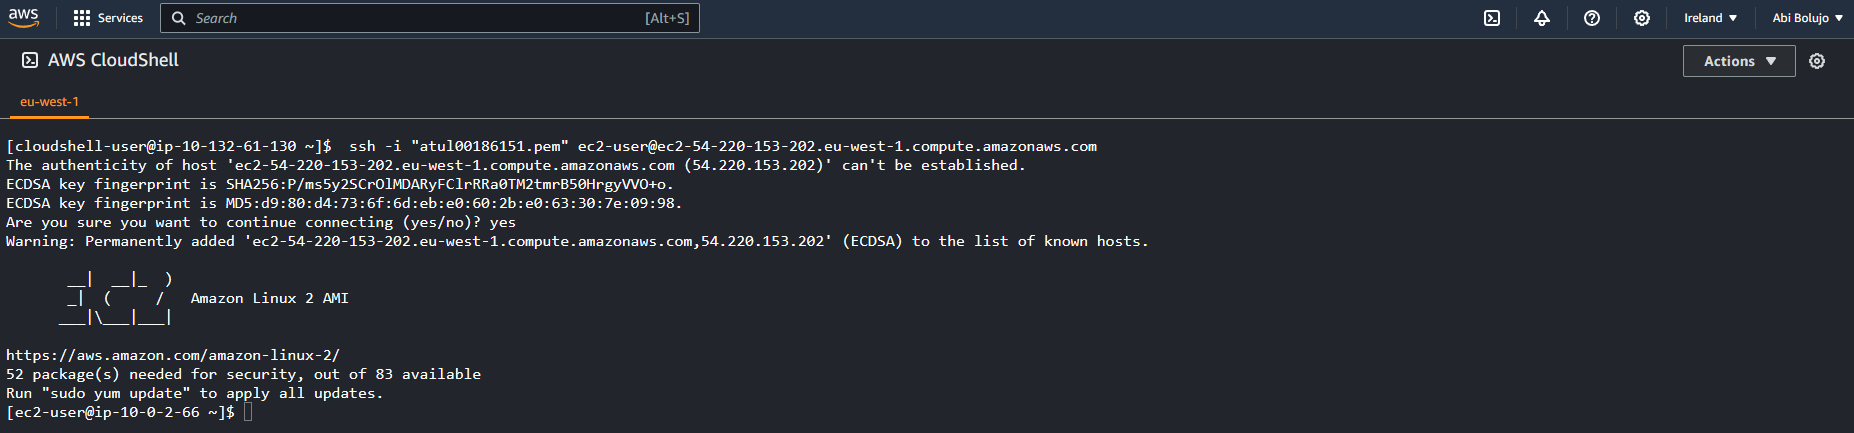 aws Services Search [Alt+S] Ireland ▼ Abi Bolujo ▼
AWS CloudShell Actions ▼
eu-west-1
[cloudshell-user@ip-10-132-61-130 ~]$  ssh -i "atul00186151.pem" ec2-user@ec2-54-220-153-202.eu-west-1.compute.amazonaws.com
The authenticity of host 'ec2-54-220-153-202.eu-west-1.compute.amazonaws.com (54.220.153.202)' can't be established.
ECDSA key fingerprint is SHA256:P/ms5y2SCrOlMDARyFClrRRa0TM2tmrB50HrgyVVO+o.
ECDSA key fingerprint is MD5:d9:80:d4:73:6f:6d:eb:e0:60:2b:e0:63:30:7e:09:98.
Are you sure you want to continue connecting (yes/no)? yes
Warning: Permanently added 'ec2-54-220-153-202.eu-west-1.compute.amazonaws.com,54.220.153.202' (ECDSA) to the list of known hosts.
       __|  __|_  )
       _|  (     /   Amazon Linux 2 AMI
      ___|\___|___|
https://aws.amazon.com/amazon-linux-2/
52 package(s) needed for security, out of 83 available
Run "sudo yum update" to apply all updates.
[ec2-user@ip-10-0-2-66 ~]$